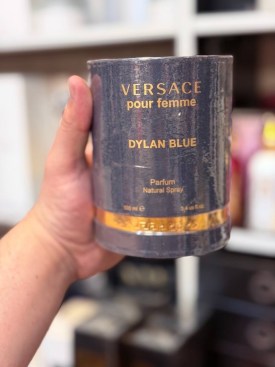 VERSACE
pour femme
DYLAN BLUE
Parfum
Natural Spray